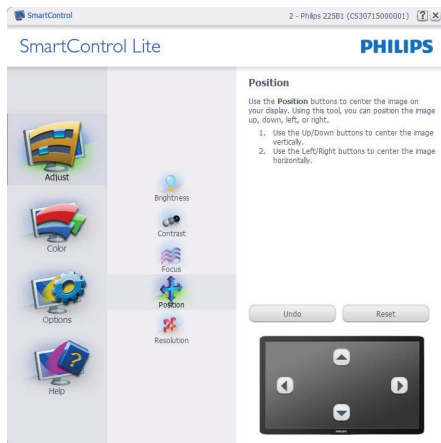 SmartControl
2 - Philips 225B1 (CS30715000001)
SmartControl Lite
PHILIPS
Adjust
Color
Options
Help
Brightness
Contrast
Focus
Position
Resolution
Position
Use the Position buttons to center the image on
your display. Using this tool, you can position the image
up, down, left, or right.
1. Use the Up/Down buttons to center the image
vertically.
2. Use the Left/Right buttons to center the image
horizontally.
Undo
Reset
PHILIPS